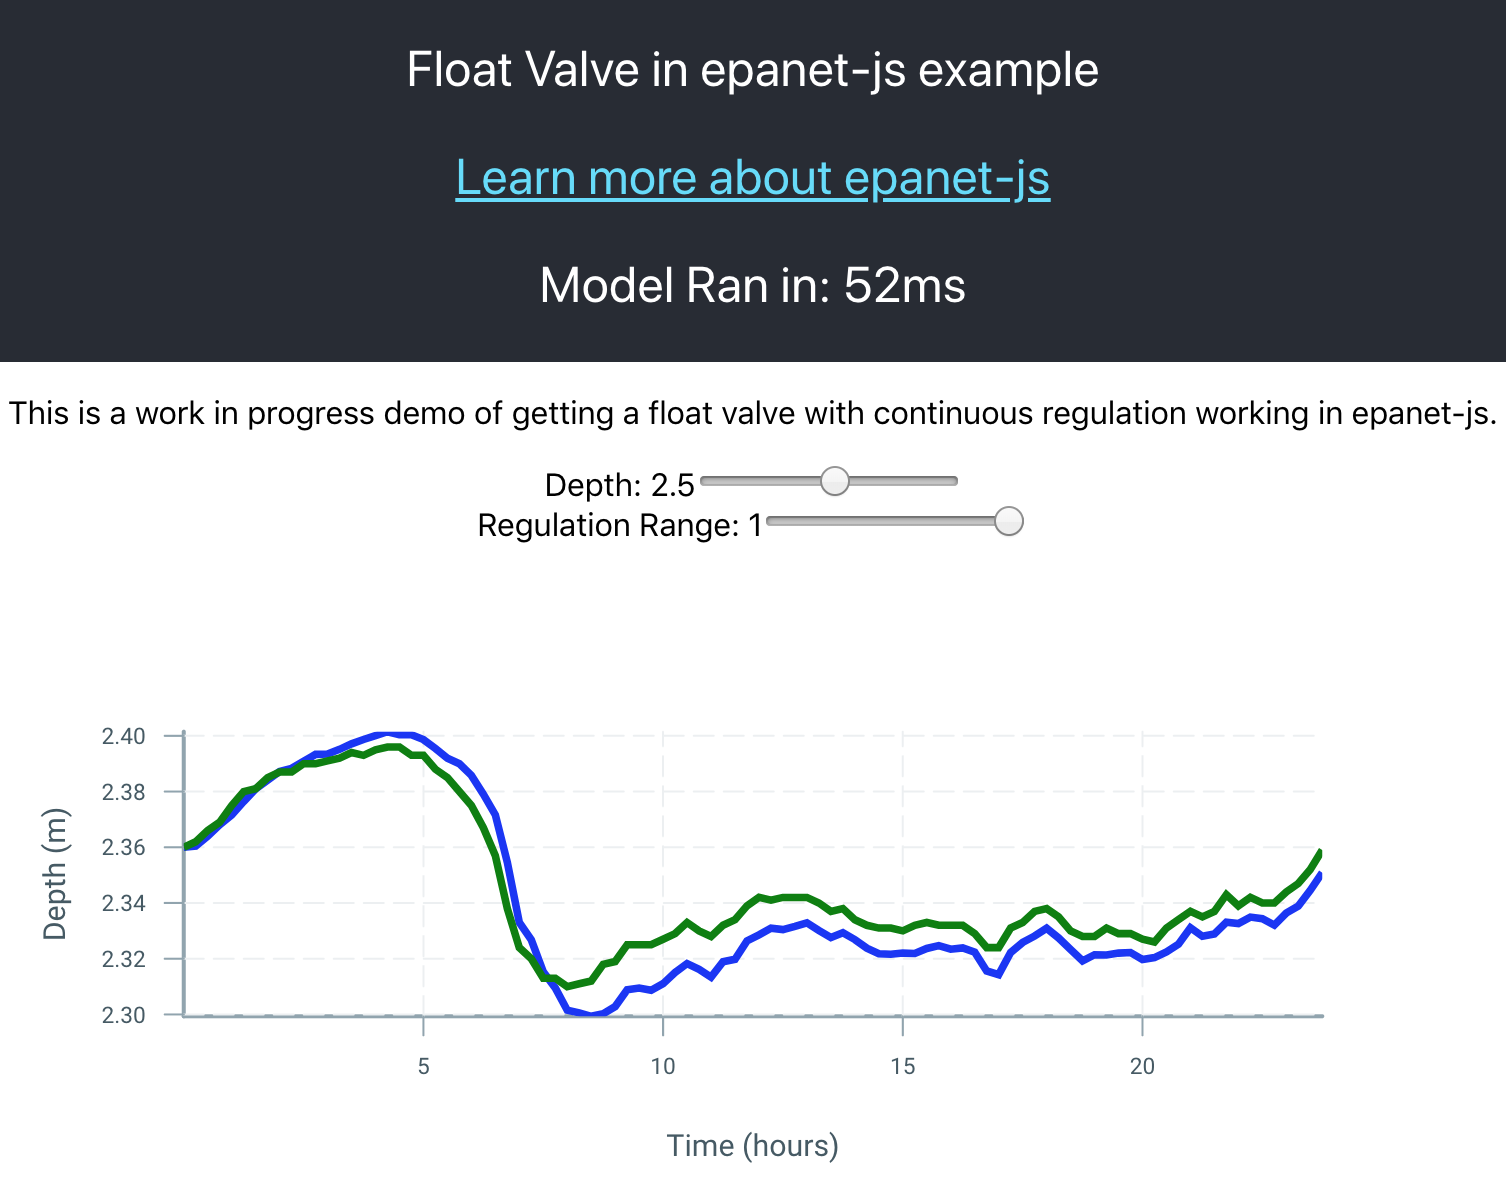 Float Valve in epanet-js example
Learn more about epanet-js
Model Ran in: 52ms
This is a work in progress demo of getting a float valve with continuous regulation working in epanet-js.
Depth: 2.5
Regulation Range: 1
Depth (m)
2.40
2.38
2.36
2.34
2.32
2.30
5 10 15 20
Time (hours)